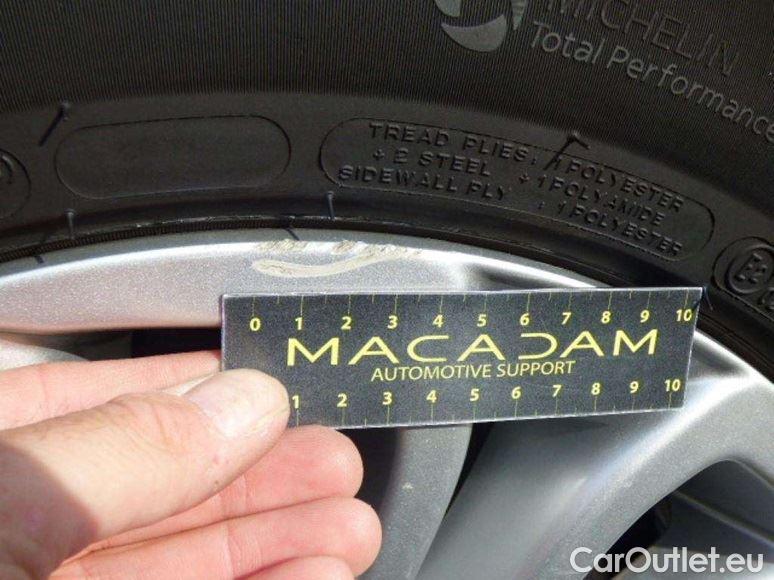 MICHELIN
Total Performance
TREAD PLIES: 1 POLYESTER
+ 2 STEEL + 1 POLYAMIDE
SIDEWALL PLY : 1 POLYESTER
0 1 2 3 4 5 6 7 8 9 10
MACADAM
AUTOMOTIVE SUPPORT
1 2 3 4 5 6 7 8 9 10
CarOutlet.eu